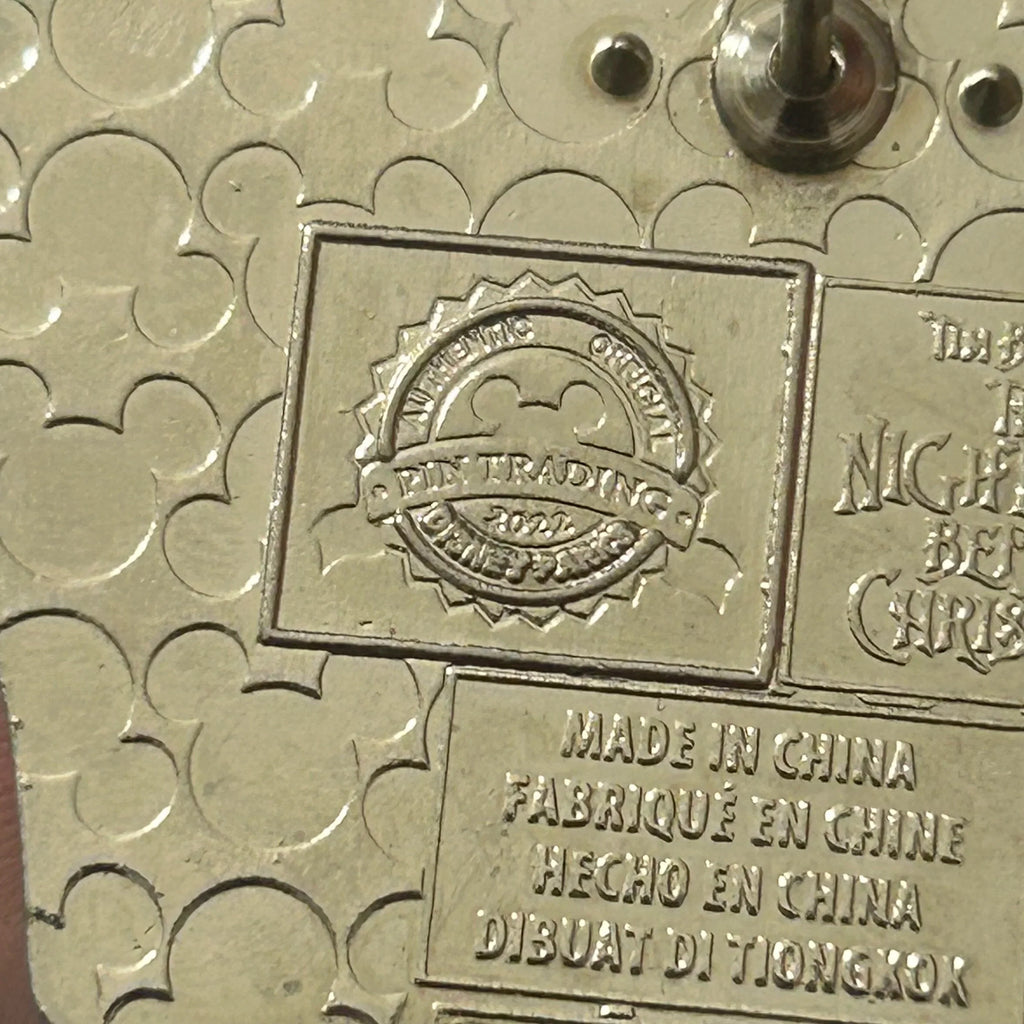 AUTHENTIC ORIGINAL
PIN TRADING
2022
DISNEY PARKS
NIGH
BEF
CHRIS
MADE IN CHINA
FABRIQUÉ EN CHINE
HECHO EN CHINA
DIBUAT DI TIONGKOK